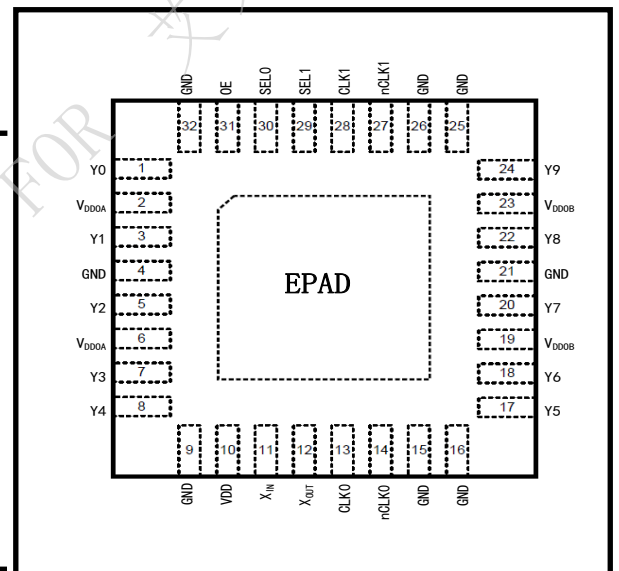 FOR
GND OE SEL0 SEL1 CLK1 nCLK1 GND GND
32 31 30 29 28 27 26 25
Y0 1 24 Y9
VDDOA 2 23 VDDOB
Y1 3 22 Y8
GND 4 21 GND
EPAD
Y2 5 20 Y7
VDDOA 6 19 VDDOB
Y3 7 18 Y6
Y4 8 17 Y5
9 10 11 12 13 14 15 16
GND VDD XIN XOUT CLK0 nCLK0 GND GND